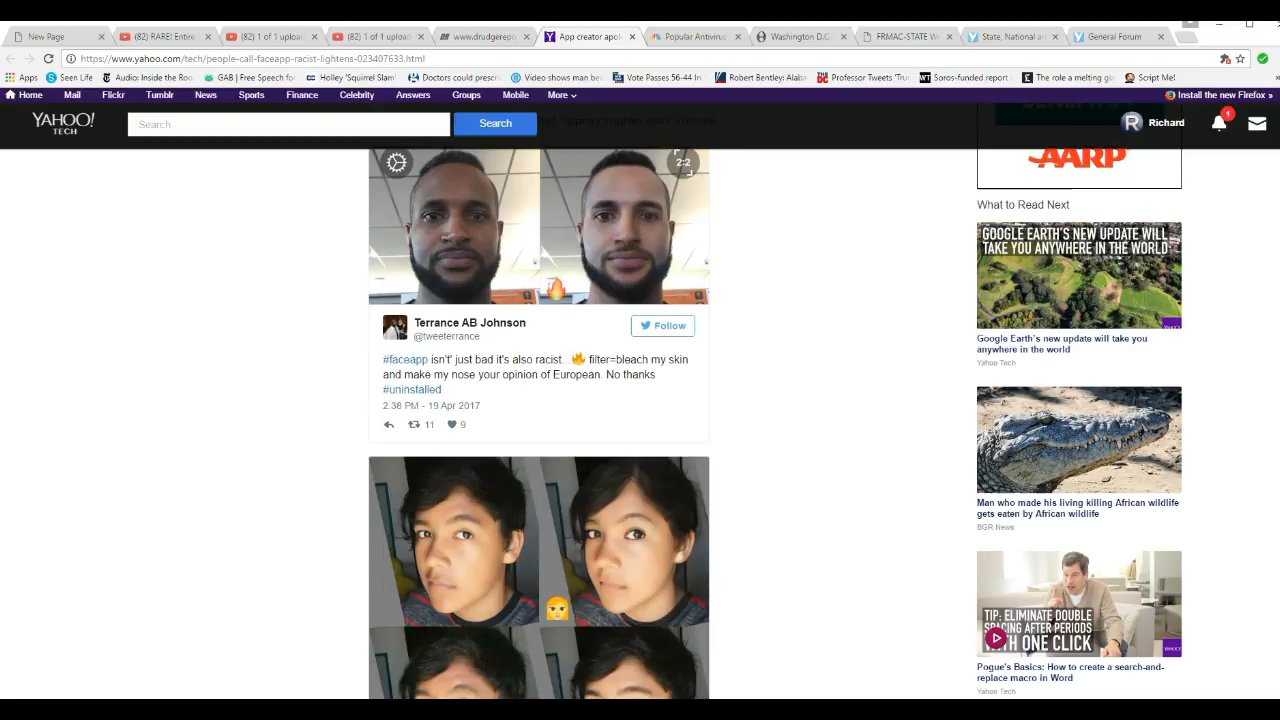 New Page
(82) RARE! Entire
(82) 1 of 1 upload
(82) 1 of 1 upload
www.drudgerepo
App creator apol
Popular Antivirus
Washington D.C
FRMAC-STATE W
State, National an
General Forum
https://www.yahoo.com/tech/people-call-faceapp-racist-lightens-023407633.html
Apps
Seen Life
Audio: Inside the Roo
GAB | Free Speech fo
Holley 'Squirrel Slam
Doctors could prescri
Video shows man be
Vote Passes 56-44 In
Robert Bentley: Alaba
Professor Tweets 'Tru
Soros-funded report
The role a melting gla
Script Me!
Home Mail Flickr Tumblr News Sports Finance Celebrity Answers Groups Mobile More
Install the new Firefox »
YAHOO!
TECH
Search
Search
R
Richard
1
BENEFITS
AARP
2:2
Terrance AB Johnson
@tweeterrance
Follow
#faceapp isn't' just bad it's also racist... filter=bleach my skin
and make my nose your opinion of European. No thanks
#uninstalled
2:38 PM - 19 Apr 2017
11 9
What to Read Next
GOOGLE EARTH'S NEW UPDATE WILL
TAKE YOU ANYWHERE IN THE WORLD
Google Earth's new update will take you
anywhere in the world
Yahoo Tech
Man who made his living killing African wildlife
gets eaten by African wildlife
BGR News
TIP: ELIMINATE DOUBLE
SPACING AFTER PERIODS
WITH ONE CLICK
Pogue's Basics: How to create a search-and-
replace macro in Word
Yahoo Tech